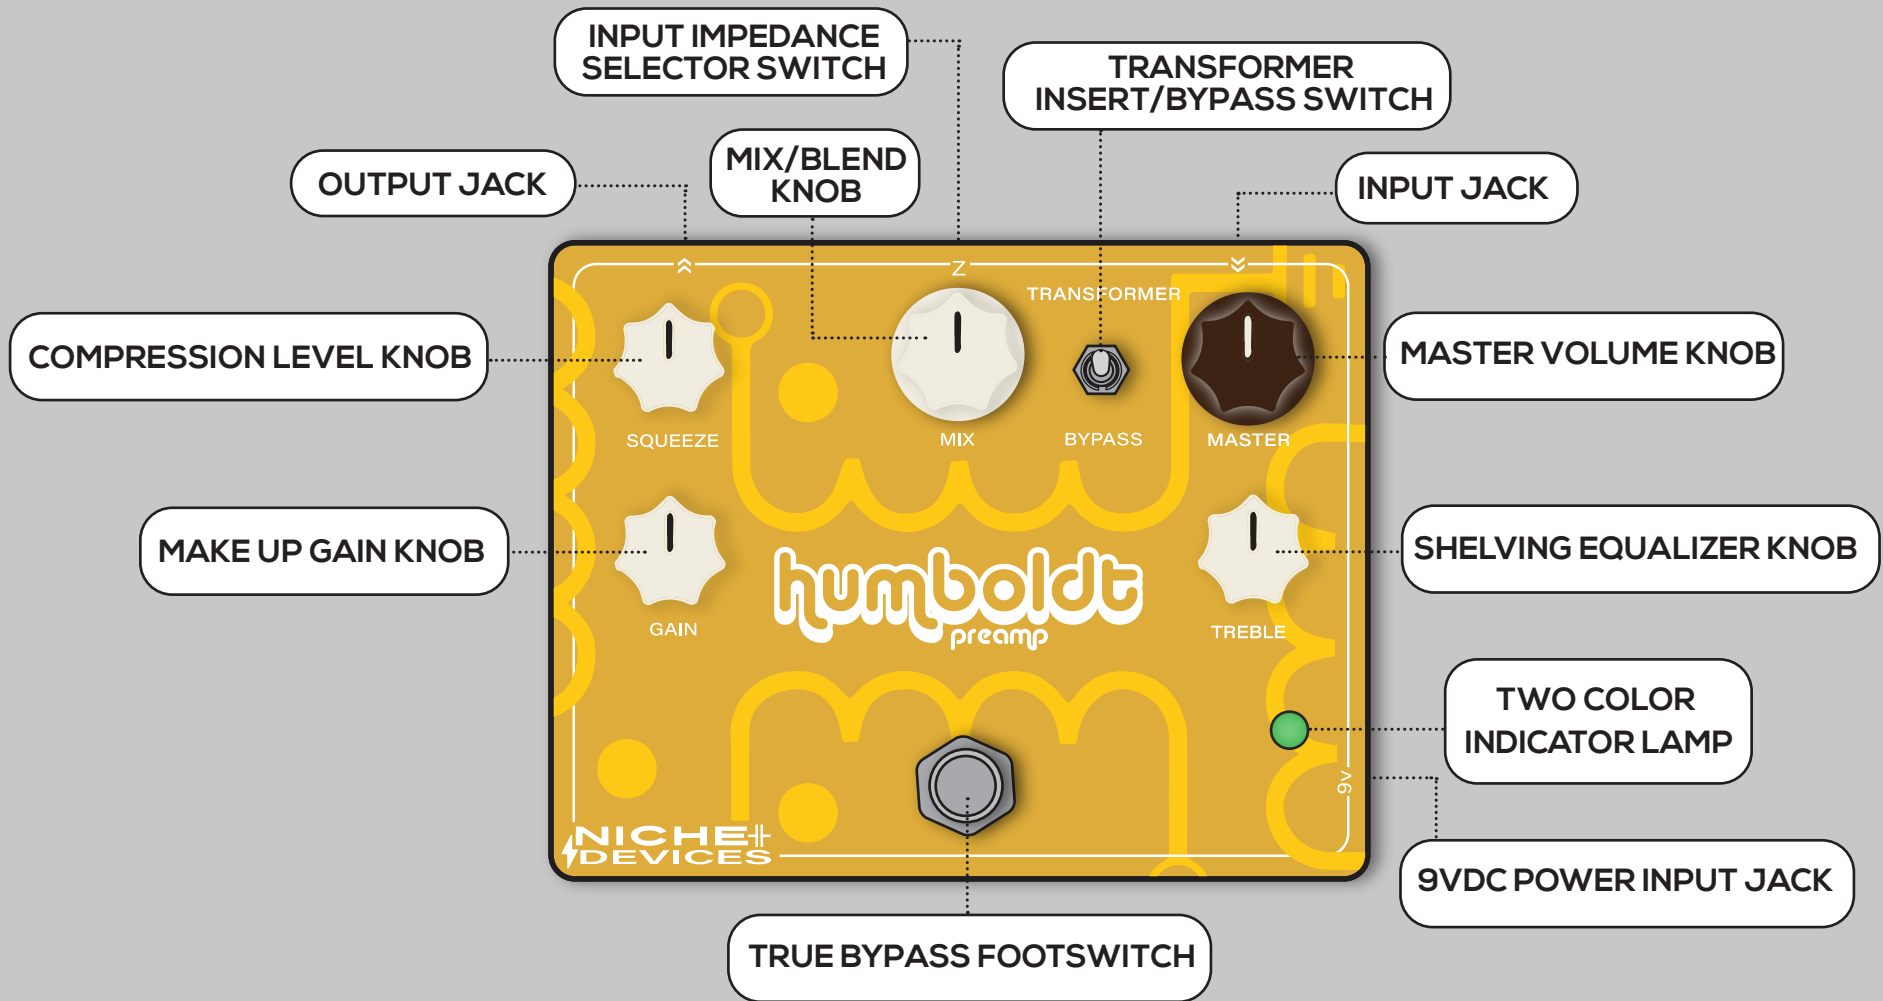 INPUT IMPEDANCE
SELECTOR SWITCH
TRANSFORMER
INSERT/BYPASS SWITCH
MIX/BLEND
KNOB
OUTPUT JACK
INPUT JACK
Z
TRANSFORMER
COMPRESSION LEVEL KNOB
MASTER VOLUME KNOB
SQUEEZE
MIX
BYPASS
MASTER
MAKE UP GAIN KNOB
SHELVING EQUALIZER KNOB
humboldt
preamp
GAIN
TREBLE
TWO COLOR
INDICATOR LAMP
9v
NICHE
DEVICES
9VDC POWER INPUT JACK
TRUE BYPASS FOOTSWITCH